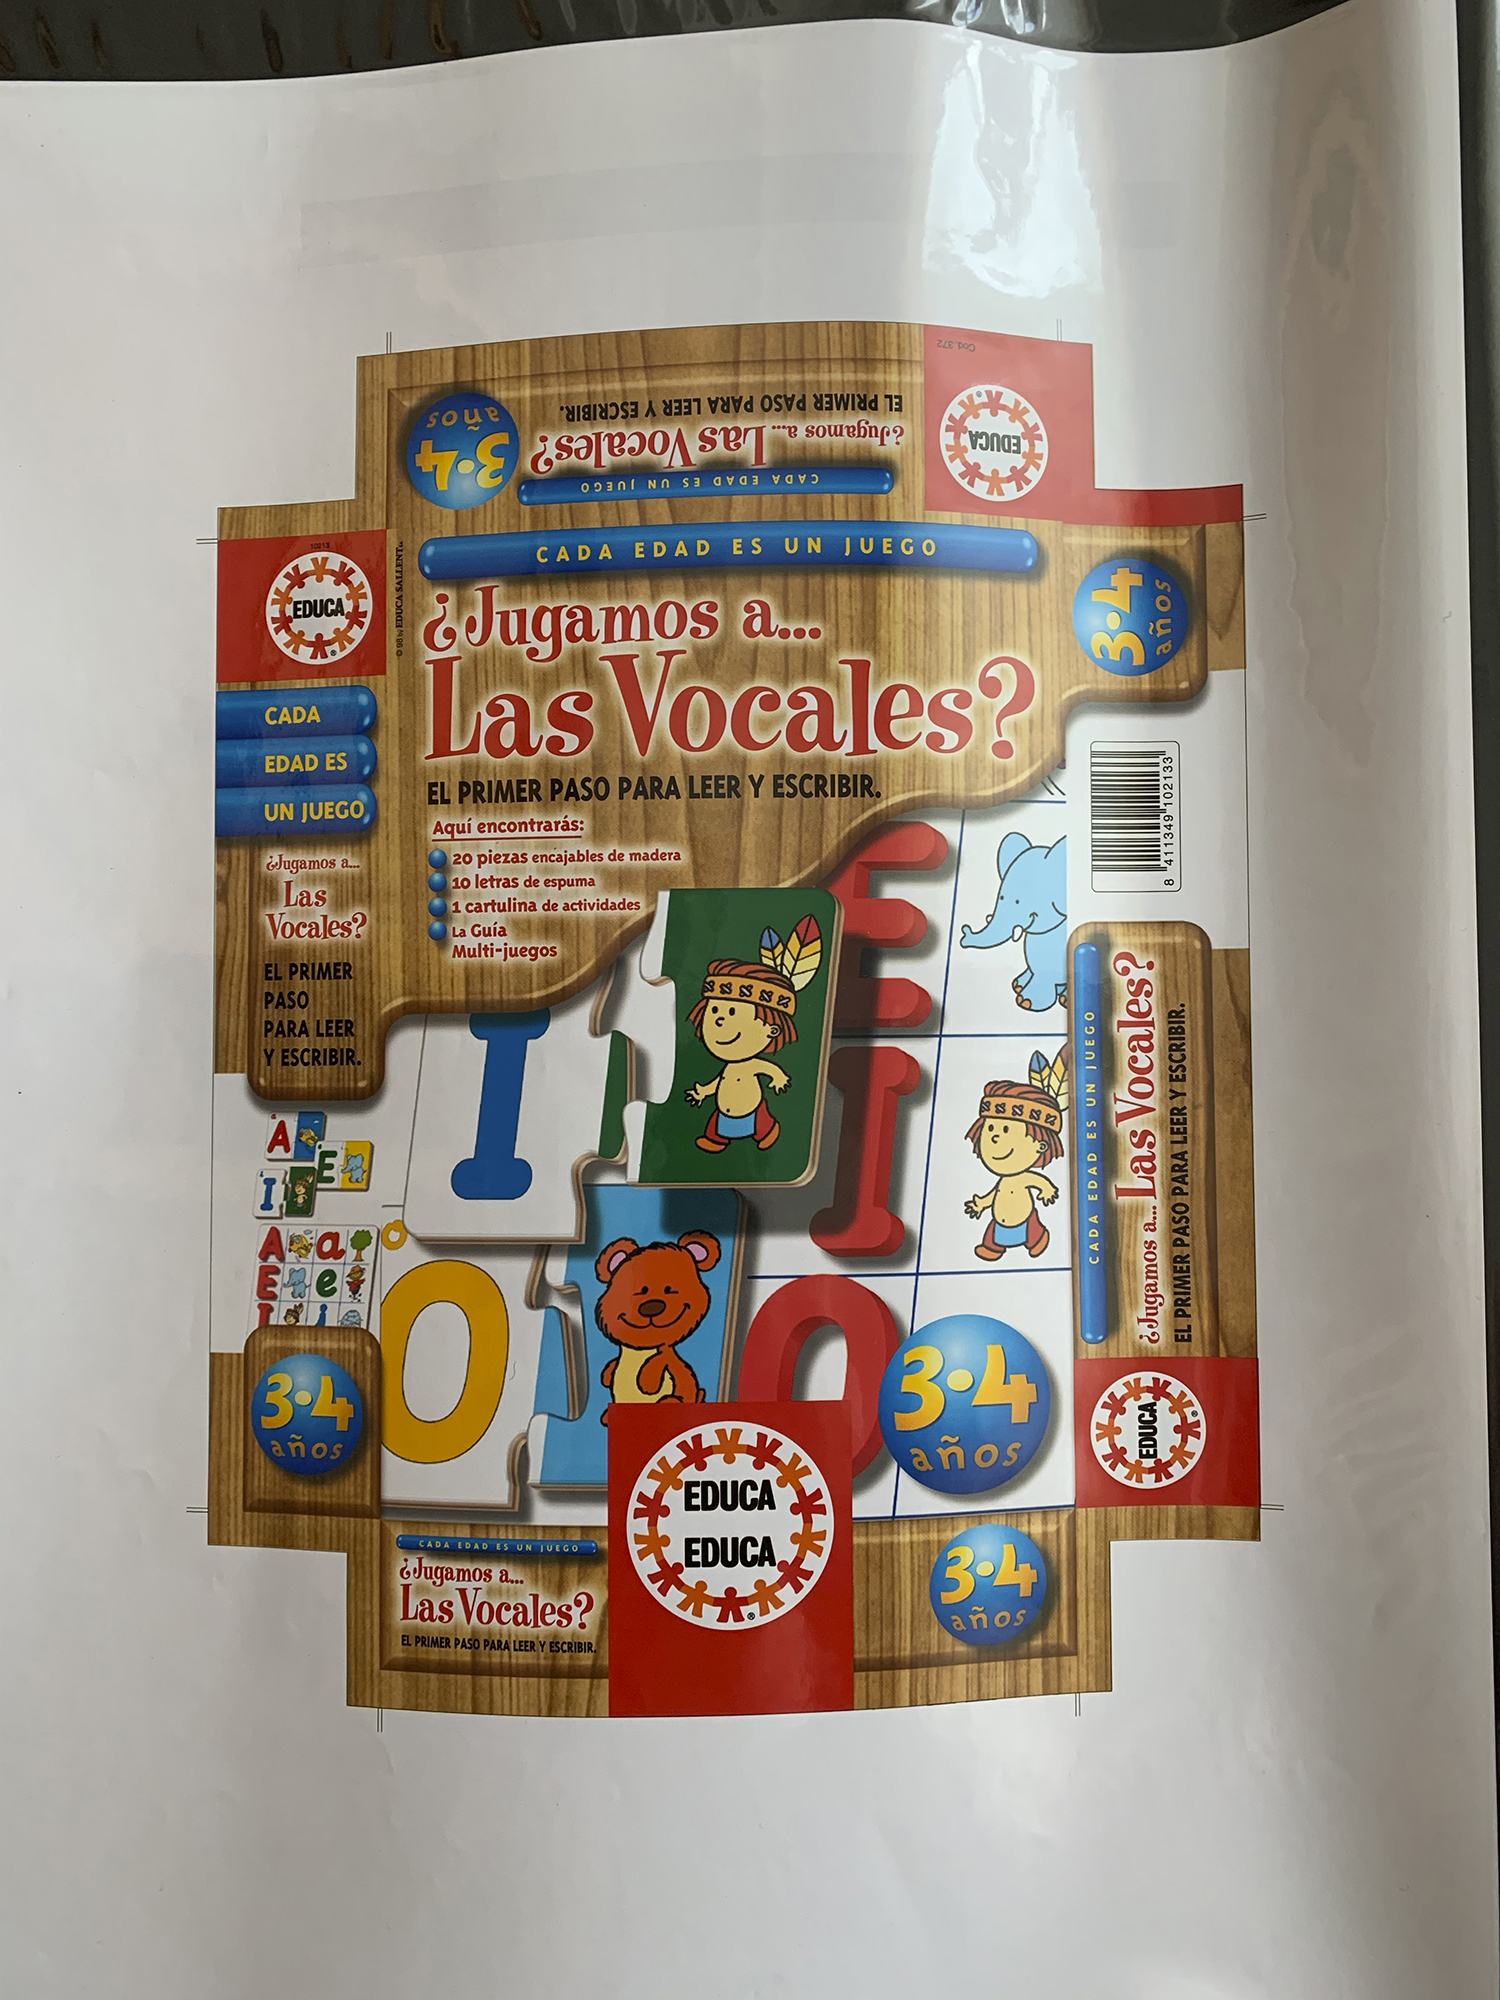 Cod. 372
EDUCA
3·4
años
CADA EDAD ES UN JUEGO
¿Jugamos a... Las Vocales?
EL PRIMER PASO PARA LEER Y ESCRIBIR.
10213
EDUCA
®
© 98 by EDUCA SALLENT
CADA
EDAD ES
UN JUEGO
¿Jugamos a...
Las
Vocales?
EL PRIMER
PASO
PARA LEER
Y ESCRIBIR.
A
E
I
A a
E e
I i
3·4
años
CADA EDAD ES UN JUEGO
¿Jugamos a...
Las Vocales?
EL PRIMER PASO PARA LEER Y ESCRIBIR.
Aquí encontrarás:
20 piezas encajables de madera
10 letras de espuma
1 cartulina de actividades
La Guía
Multi-juegos
E
I
I
O
O
3·4
años
3·4
años
8 411349 102133
CADA EDAD ES UN JUEGO
¿Jugamos a... Las Vocales?
EL PRIMER PASO PARA LEER Y ESCRIBIR.
EDUCA
®
CADA EDAD ES UN JUEGO
¿Jugamos a...
Las Vocales?
EL PRIMER PASO PARA LEER Y ESCRIBIR.
EDUCA
EDUCA
®
3·4
años